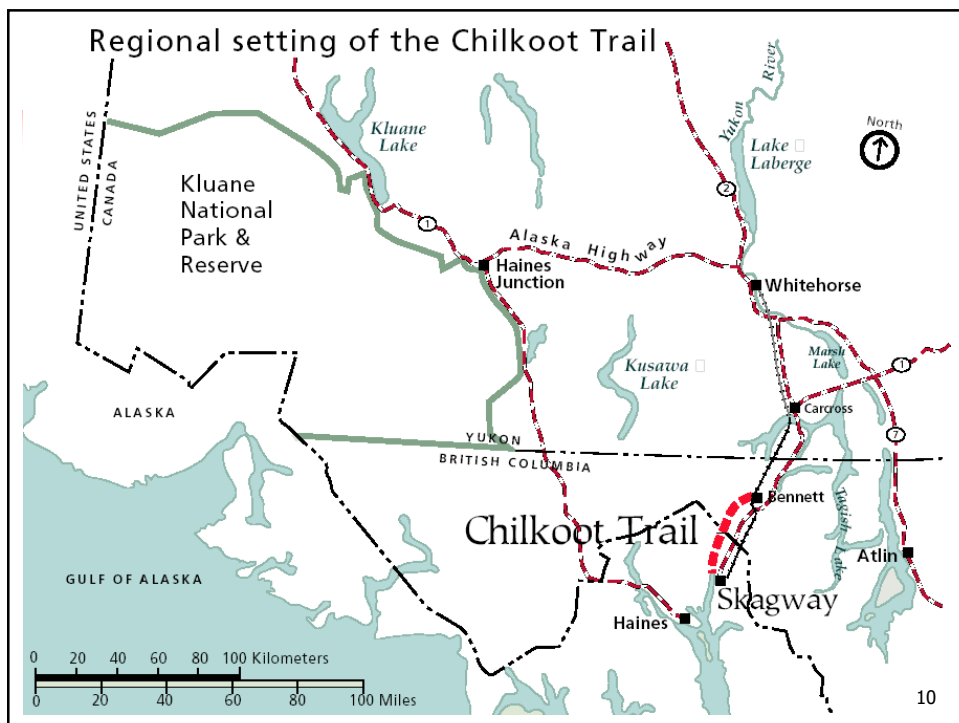 Regional setting of the Chilkoot Trail
North
Yukon
River
Kluane
Lake
Lake
Laberge
UNITED STATES
CANADA
Kluane
National
Park &
Reserve
2
1
Alaska Highway
Haines
Junction
Whitehorse
Marsh
Lake
Kusawa
Lake
1
Carcross
ALASKA
7
YUKON
BRITISH COLUMBIA
Bennett
Tagish
Lake
Chilkoot Trail
Atlin
GULF OF ALASKA
Skagway
Haines
0 20 40 60 80 100 Kilometers
0 20 40 60 80 100 Miles
10